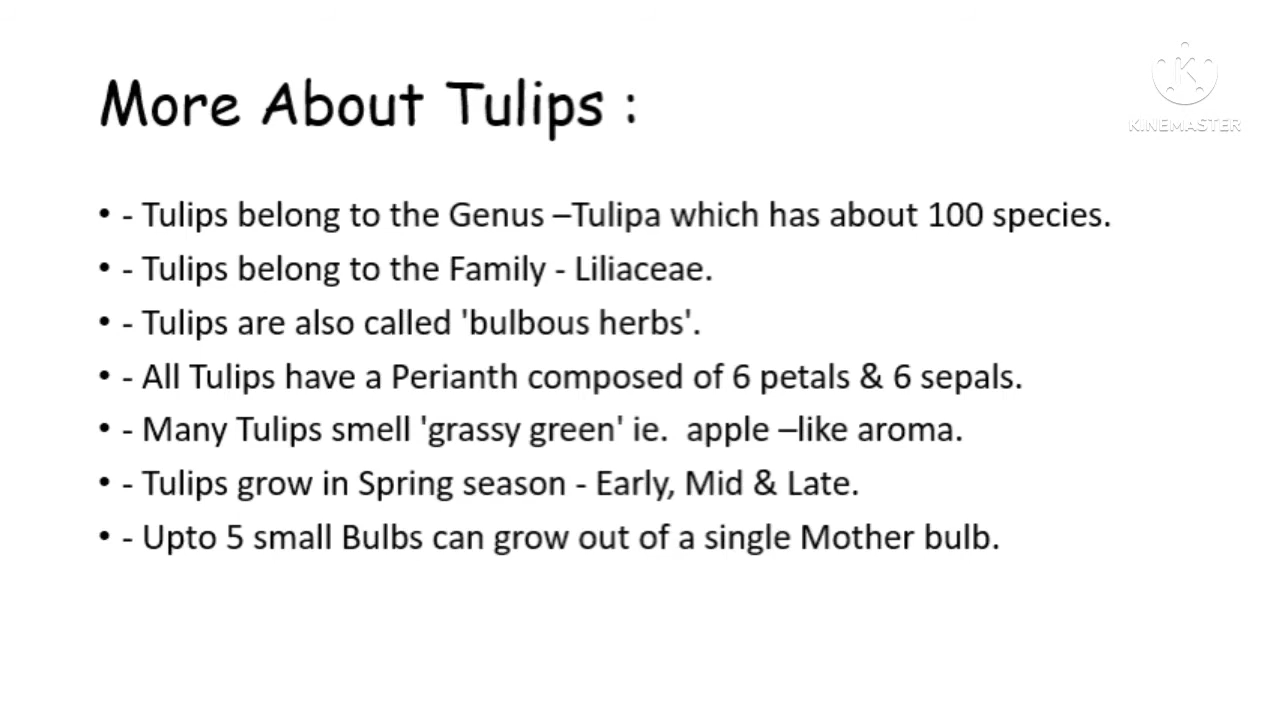 More About Tulips :
KINEMASTER
• - Tulips belong to the Genus –Tulipa which has about 100 species.
• - Tulips belong to the Family - Liliaceae.
• - Tulips are also called 'bulbous herbs'.
• - All Tulips have a Perianth composed of 6 petals & 6 sepals.
• - Many Tulips smell 'grassy green' ie.  apple –like aroma.
• - Tulips grow in Spring season - Early, Mid & Late.
• - Upto 5 small Bulbs can grow out of a single Mother bulb.